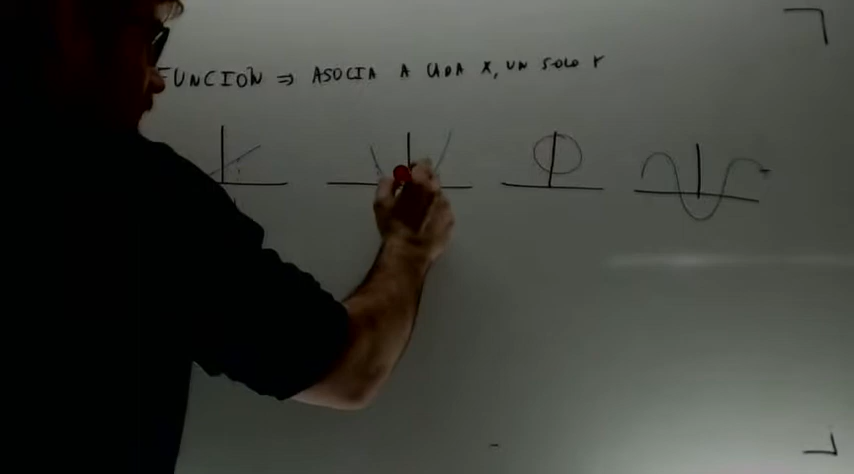 FUNCION ⇒ ASOCIA A CADA X, UN SOLO Y